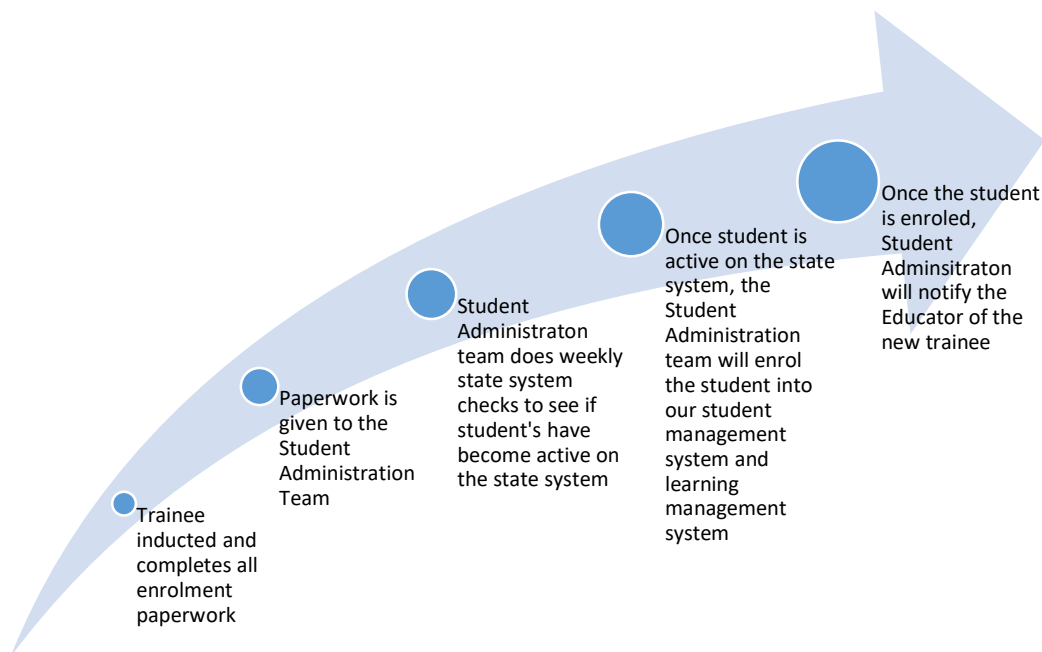 Trainee
inducted and
completes all
enrolment
paperwork
Paperwork is
given to the
Student
Administration
Team
Student
Administraton
team does weekly
state system
checks to see if
student's have
become active on
the state system
Once student is
active on the state
system, the
Student
Administration
team will enrol
the student into
our student
management
system and
learning
management
system
Once the student
is enroled,
Student
Adminsitraton
will notify the
Educator of the
new trainee